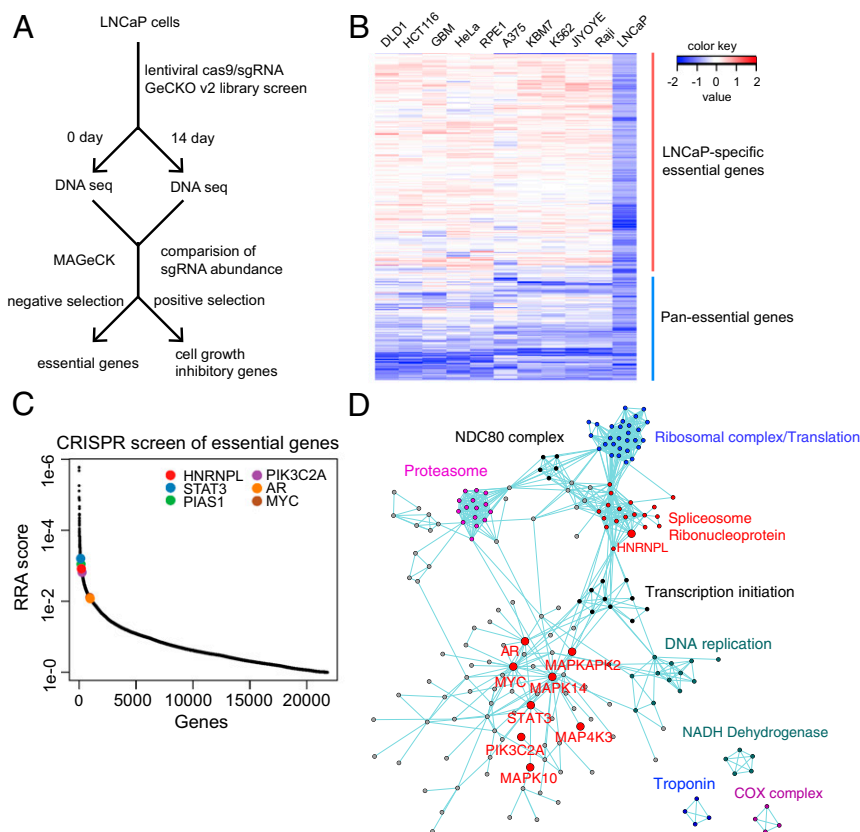 A
LNCaP cells
lentiviral cas9/sgRNA
GeCKO v2 library screen
0 day
14 day
DNA seq
DNA seq
MAGeCK
comparision of
sgRNA abundance
negative selection
positive selection
essential genes
cell growth
inhibitory genes
B
DLD1
HCT116
GBM
HeLa
RPE1
A375
KBM7
K562
JIYOYE
Raji
LNCaP
color key
-2 -1 0 1 2
value
LNCaP-specific
essential genes
Pan-essential genes
C
CRISPR screen of essential genes
HNRNPL
STAT3
PIAS1
PIK3C2A
AR
MYC
RRA score
1e-6
1e-4
1e-2
1e-0
0 5000 10000 15000 20000
Genes
D
NDC80 complex
Ribosomal complex/Translation
Proteasome
Spliceosome
Ribonucleoprotein
HNRNPL
Transcription initiation
DNA replication
AR
MAPKAPK2
MYC
MAPK14
STAT3
MAP4K3
PIK3C2A
MAPK10
NADH Dehydrogenase
Troponin
COX complex